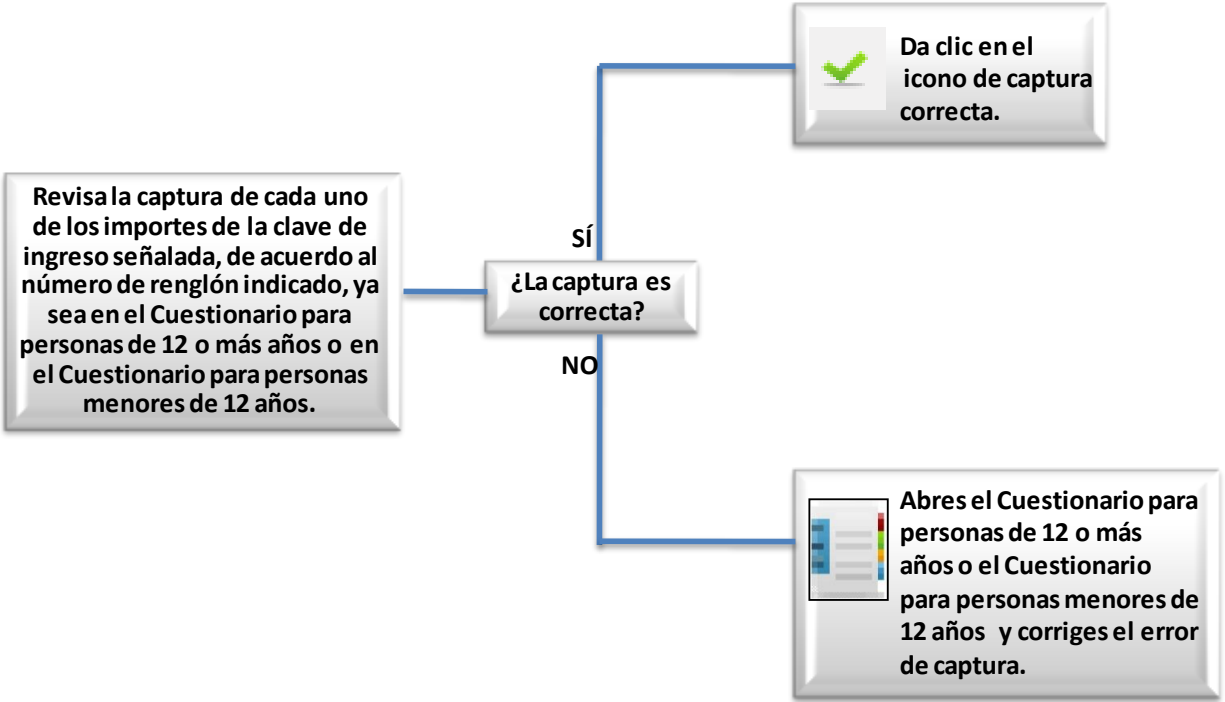 Revisa la captura de cada uno
de los importes de la clave de
ingreso señalada, de acuerdo al
número de renglón indicado, ya
sea en el Cuestionario para
personas de 12 o más años o en
el Cuestionario para personas
menores de 12 años.
¿La captura es
correcta?
SÍ
Da clic en el
icono de captura
correcta.
NO
Abres el Cuestionario para
personas de 12 o más
años o el Cuestionario
para personas menores de
12 años y corriges el error
de captura.